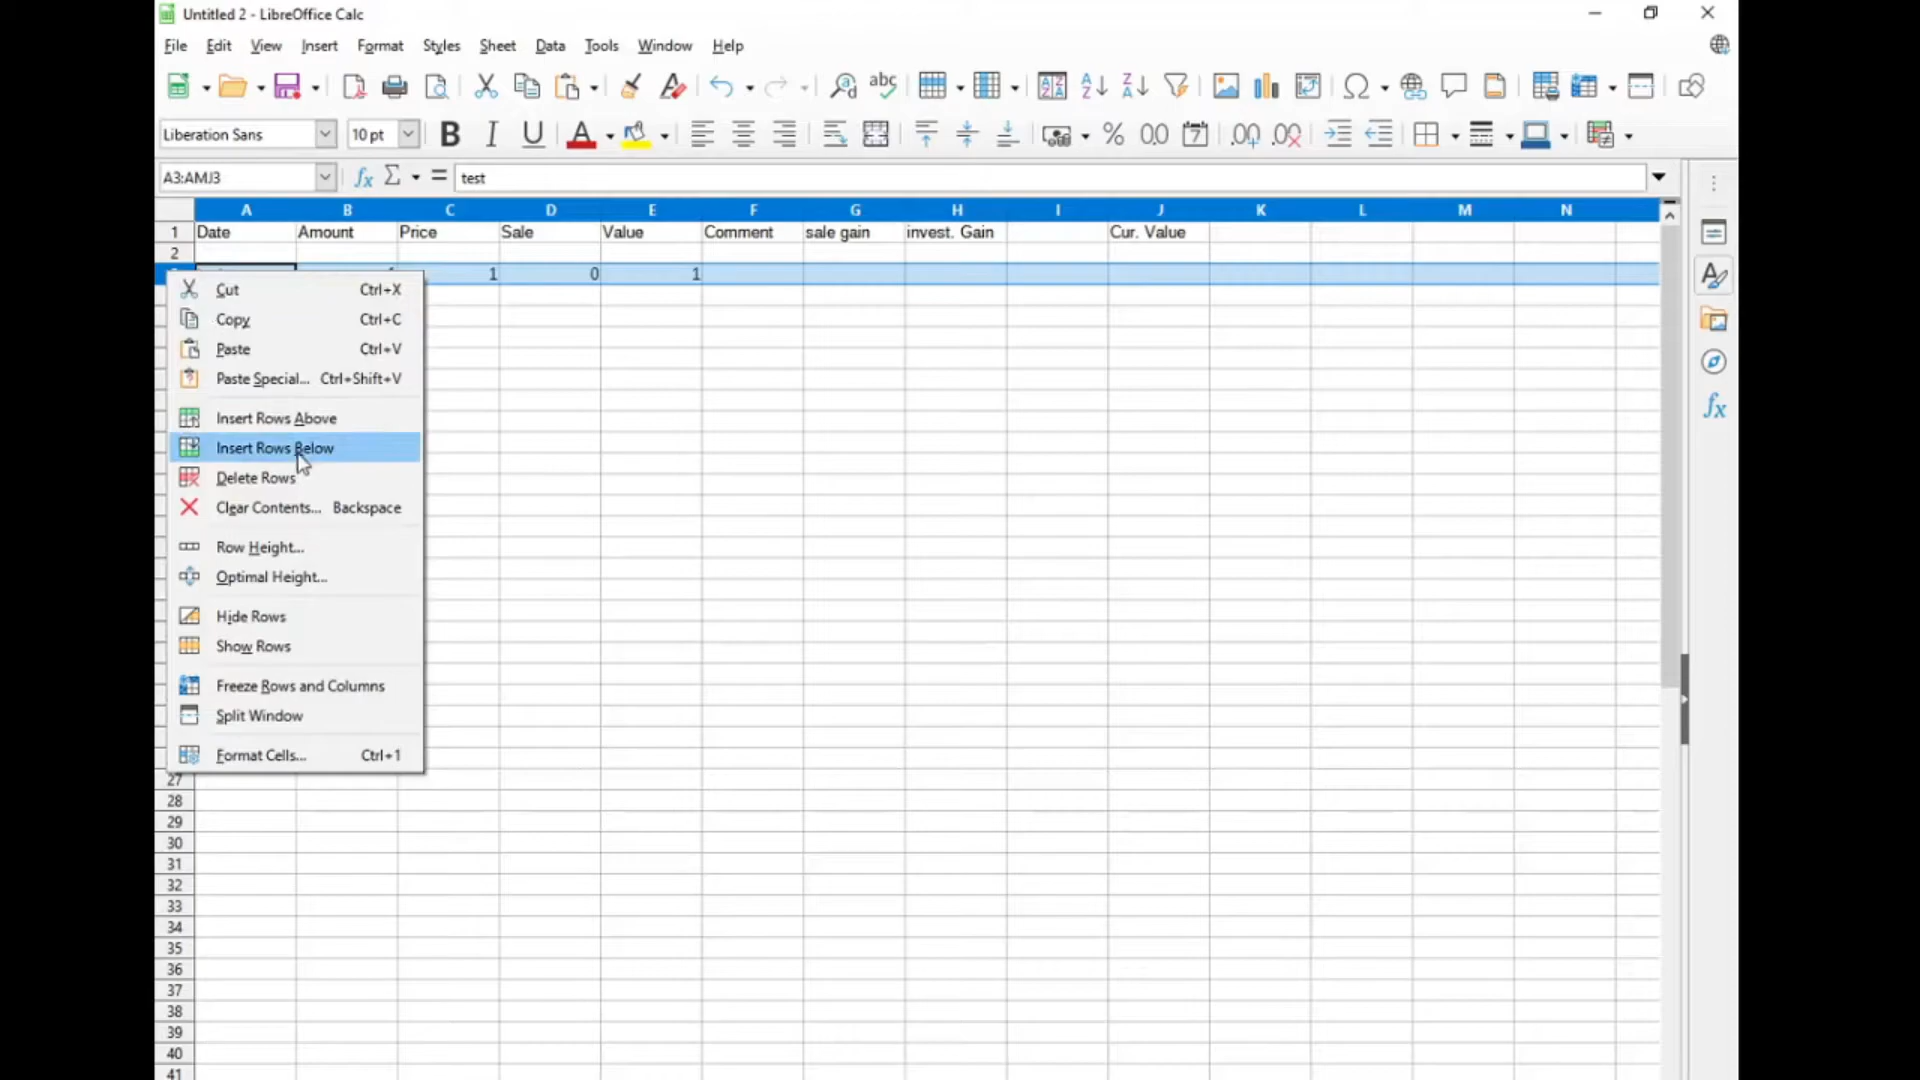 Untitled 2 - LibreOffice Calc
File Edit View Insert Format Styles Sheet Data Tools Window Help
Liberation Sans 10 pt
A3:AMJ3 test
A B C D E F G H I J K L M N
1 Date Amount Price Sale Value Comment sale gain invest. Gain Cur. Value
2
1 0 1
Cut Ctrl+X
Copy Ctrl+C
Paste Ctrl+V
Paste Special... Ctrl+Shift+V
Insert Rows Above
Insert Rows Below
Delete Rows
Clear Contents... Backspace
Row Height...
Optimal Height...
Hide Rows
Show Rows
Freeze Rows and Columns
Split Window
Format Cells... Ctrl+1
27
28
29
30
31
32
33
34
35
36
37
38
39
40
41